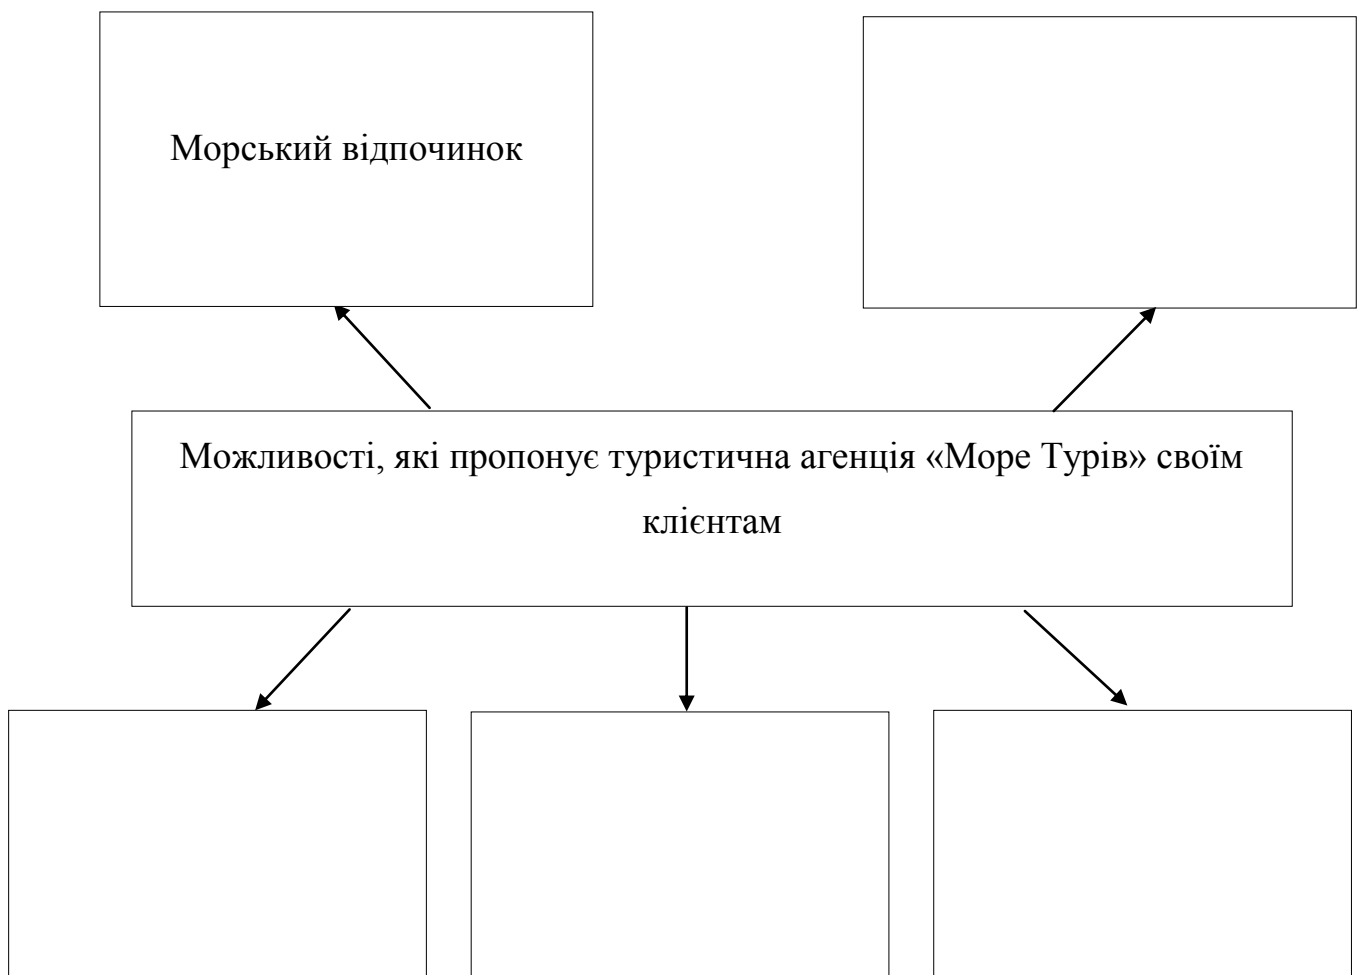 Морський відпочинок
Можливості, які пропонує туристична агенція «Море Турів» своїм
клієнтам